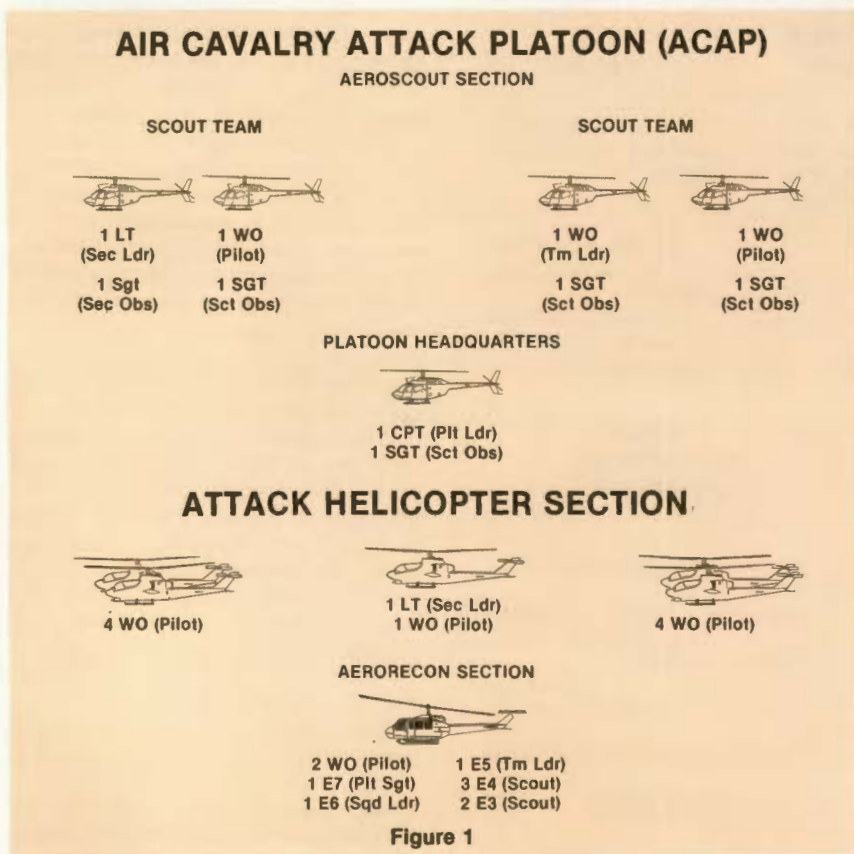 AIR CAVALRY ATTACK PLATOON (ACAP)
AEROSCOUT SECTION
SCOUT TEAM SCOUT TEAM
1 LT 1 WO 1 WO 1 WO
(Sec Ldr) (Pilot) (Tm Ldr) (Pilot)
1 Sgt 1 SGT 1 SGT 1 SGT
(Sec Obs) (Sct Obs) (Sct Obs) (Sct Obs)
PLATOON HEADQUARTERS
1 CPT (Plt Ldr)
1 SGT (Sct Obs)
ATTACK HELICOPTER SECTION
1 LT (Sec Ldr)
4 WO (Pilot) 1 WO (Pilot) 4 WO (Pilot)
AERORECON SECTION
2 WO (Pilot) 1 E5 (Tm Ldr)
1 E7 (Plt Sgt) 3 E4 (Scout)
1 E6 (Sqd Ldr) 2 E3 (Scout)
Figure 1